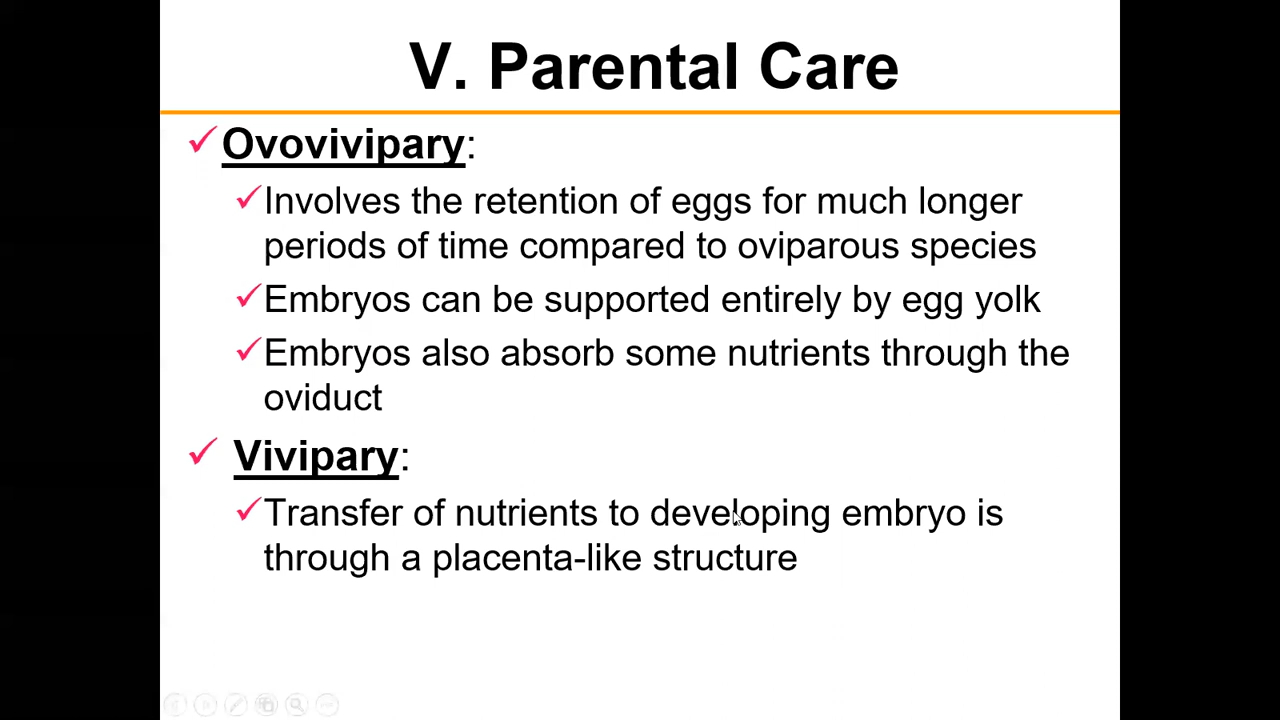 V. Parental Care
Ovovivipary:
Involves the retention of eggs for much longer
periods of time compared to oviparous species
Embryos can be supported entirely by egg yolk
Embryos also absorb some nutrients through the
oviduct
Vivipary:
Transfer of nutrients to developing embryo is
through a placenta-like structure